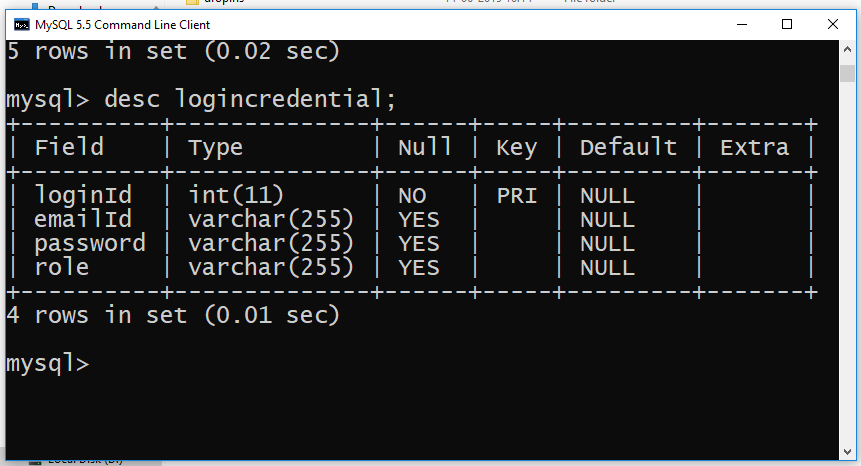 MySQL 5.5 Command Line Client
5 rows in set (0.02 sec)
mysql> desc logincredential;
+----------+--------------+------+-----+---------+-------+
| Field    | Type         | Null | Key | Default | Extra |
+----------+--------------+------+-----+---------+-------+
| loginId  | int(11)      | NO   | PRI | NULL    |       |
| emailId  | varchar(255) | YES  |     | NULL    |       |
| password | varchar(255) | YES  |     | NULL    |       |
| role     | varchar(255) | YES  |     | NULL    |       |
+----------+--------------+------+-----+---------+-------+
4 rows in set (0.01 sec)
mysql>